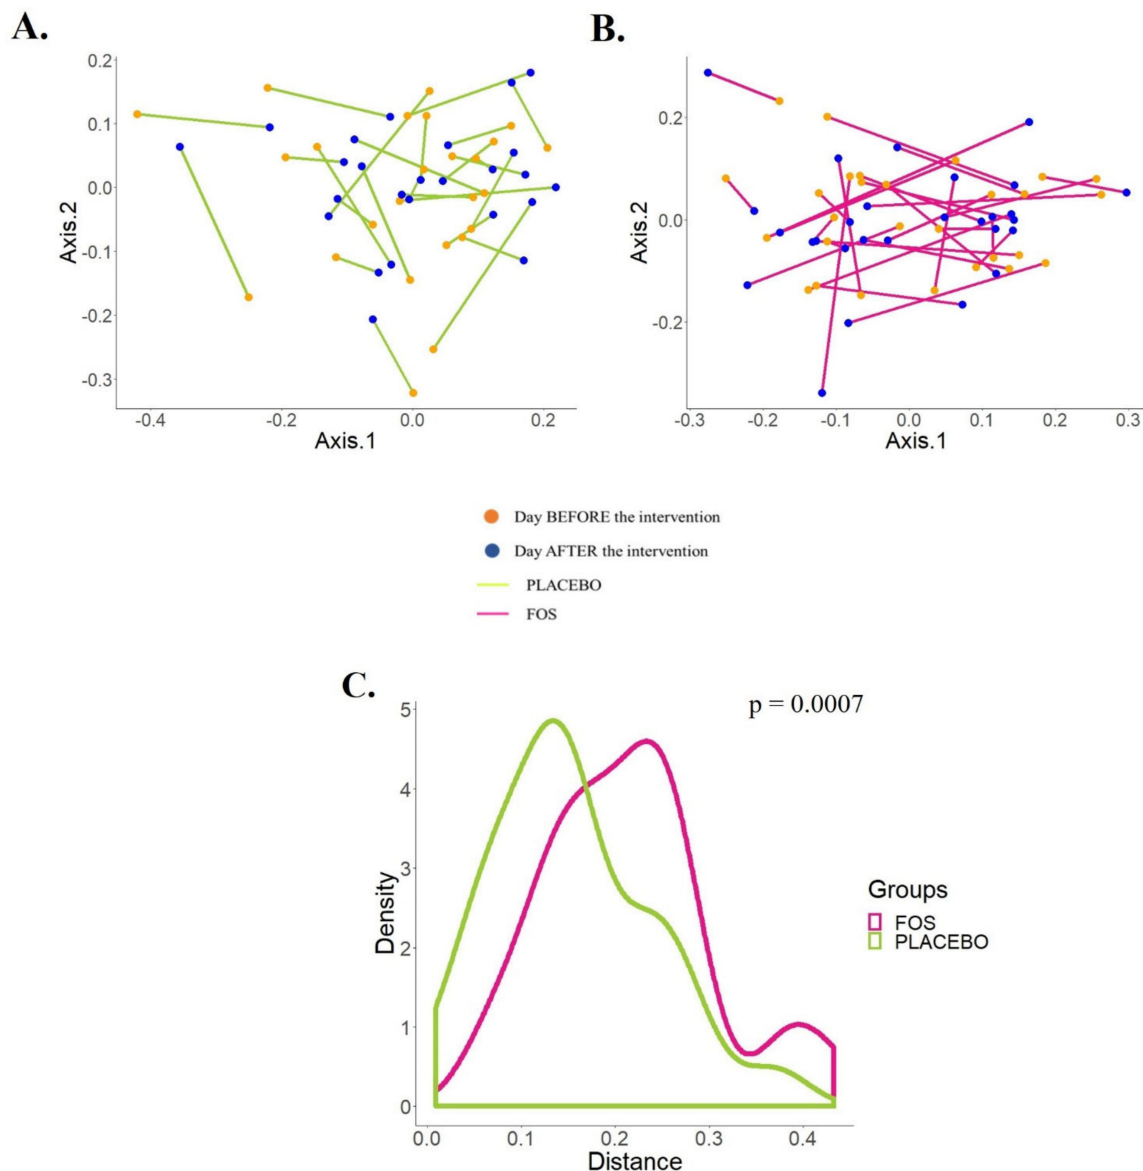 A.
0.2
0.1
0.0
-0.1
-0.2
-0.3
Axis.2
-0.4
-0.2
0.0
0.2
Axis.1
B.
0.2
0.0
-0.2
Axis.2
-0.3
-0.2
-0.1
0.0
0.1
0.2
0.3
Axis.1
Day BEFORE the intervention
Day AFTER the intervention
PLACEBO
FOS
C.
p = 0.0007
5
4
3
2
1
0
Density
0.0
0.1
0.2
0.3
0.4
Distance
Groups
FOS
PLACEBO